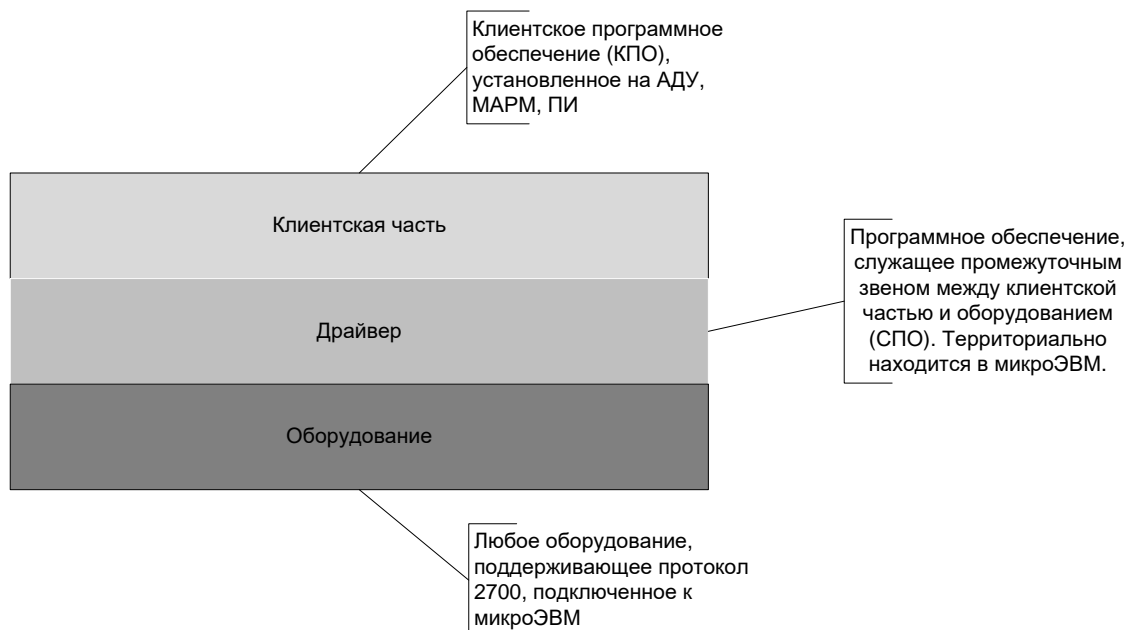 Клиентское программное
обеспечение (КПО),
установленное на АДУ,
МАРМ, ПИ
Клиентская часть
Программное обеспечение,
служащее промежуточным
звеном между клиентской
частью и оборудованием
(СПО). Территориально
находится в микроЭВМ.
Драйвер
Оборудование
Любое оборудование,
поддерживающее протокол
2700, подключенное к
микроЭВМ